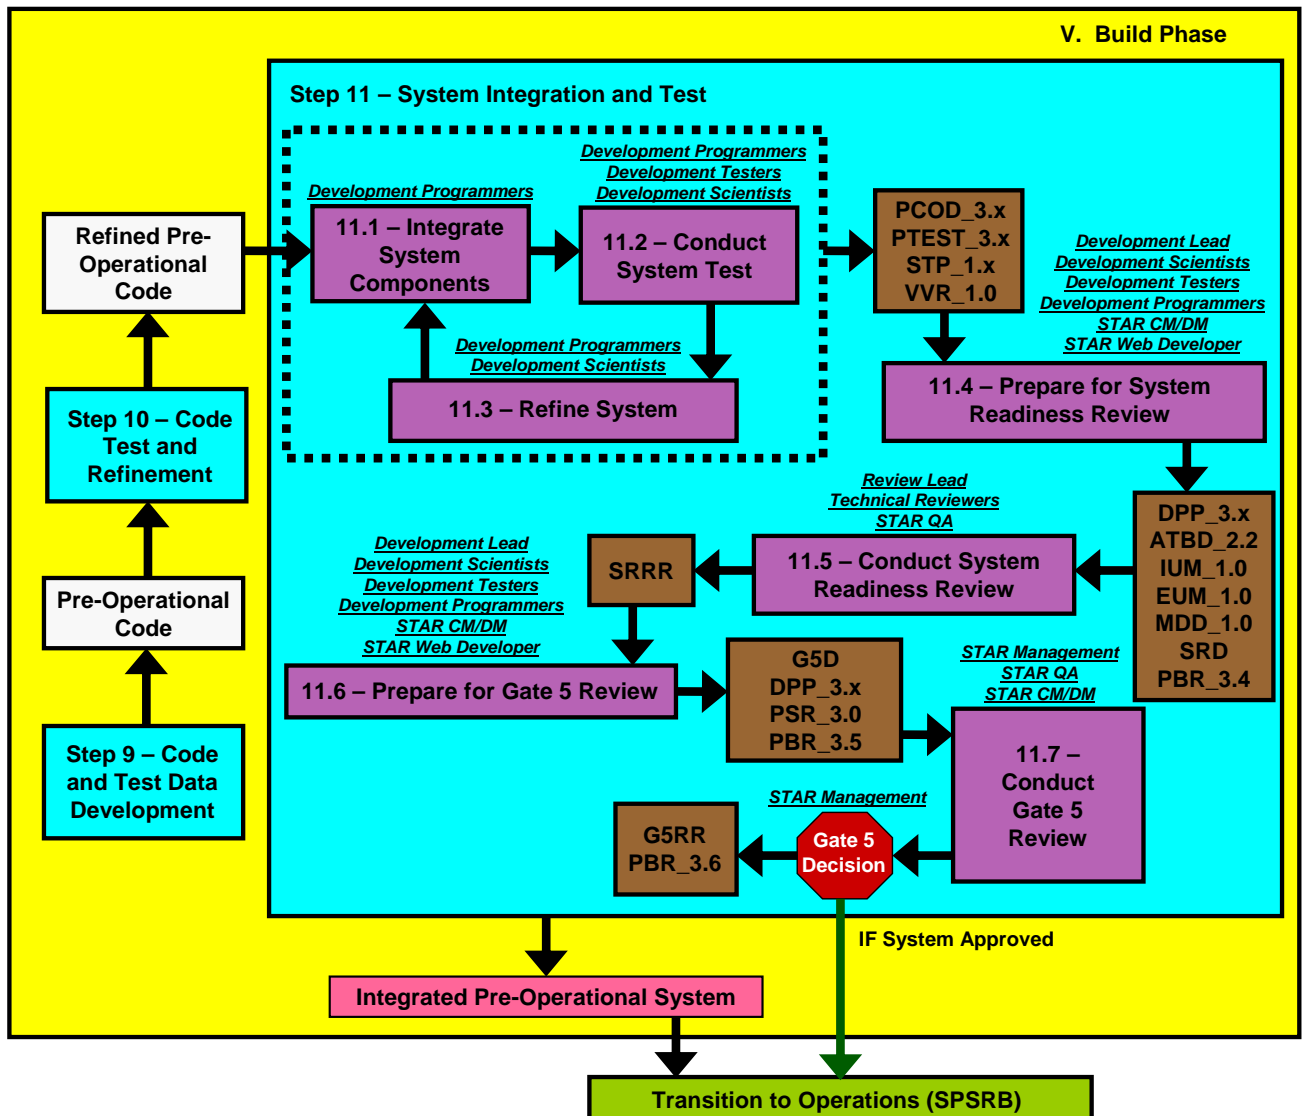 V. Build Phase
Step 11 – System Integration and Test
Development Programmers
Development Programmers
Development Testers
Development Scientists
11.1 – Integrate
System
Components
11.2 – Conduct
System Test
Development Programmers
Development Scientists
11.3 – Refine System
Refined Pre-
Operational
Code
Step 10 – Code
Test and
Refinement
Pre-Operational
Code
Step 9 – Code
and Test Data
Development
PCOD_3.x
PTEST_3.x
STP_1.x
VVR_1.0
Development Lead
Development Scientists
Development Testers
Development Programmers
STAR CM/DM
STAR Web Developer
11.4 – Prepare for System
Readiness Review
DPP_3.x
ATBD_2.2
IUM_1.0
EUM_1.0
MDD_1.0
SRD
PBR_3.4
Review Lead
Technical Reviewers
STAR QA
11.5 – Conduct System
Readiness Review
SRRR
Development Lead
Development Scientists
Development Testers
Development Programmers
STAR CM/DM
STAR Web Developer
11.6 – Prepare for Gate 5 Review
G5D
DPP_3.x
PSR_3.0
PBR_3.5
STAR Management
STAR QA
STAR CM/DM
11.7 –
Conduct
Gate 5
Review
STAR Management
Gate 5
Decision
G5RR
PBR_3.6
IF System Approved
Integrated Pre-Operational System
Transition to Operations (SPSRB)